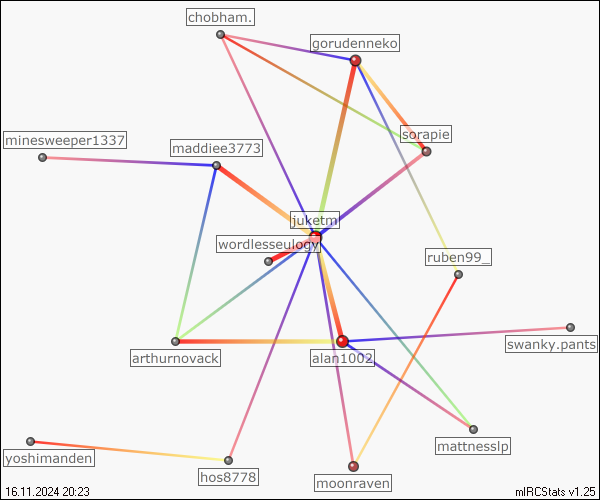 chobham.
gorudenneko
minesweeper1337
sorapie
maddiee3773
juketm
wordlesseulogy
ruben99_
swanky.pants
arthurnovack
alan1002
mattnesslp
yoshimanden
hos8778
moonraven
16.11.2024 20:23
mIRCStats v1.25